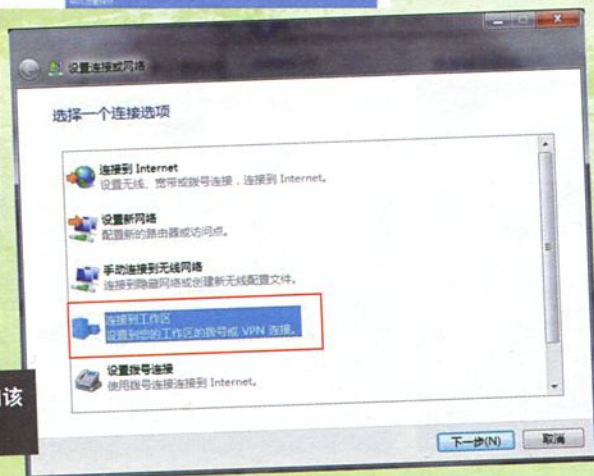 设置连接或网络
选择一个连接选项
连接到 Internet
设置无线、宽带或拨号连接，连接到 Internet。
设置新网络
配置新的路由器或访问点。
手动连接到无线网络
连接到隐藏网络或创建新无线配置文件。
连接到工作区
设置到您的工作区的拨号或 VPN 连接。
设置拨号连接
使用拨号连接连接到 Internet。
该
下一步(N)
取消